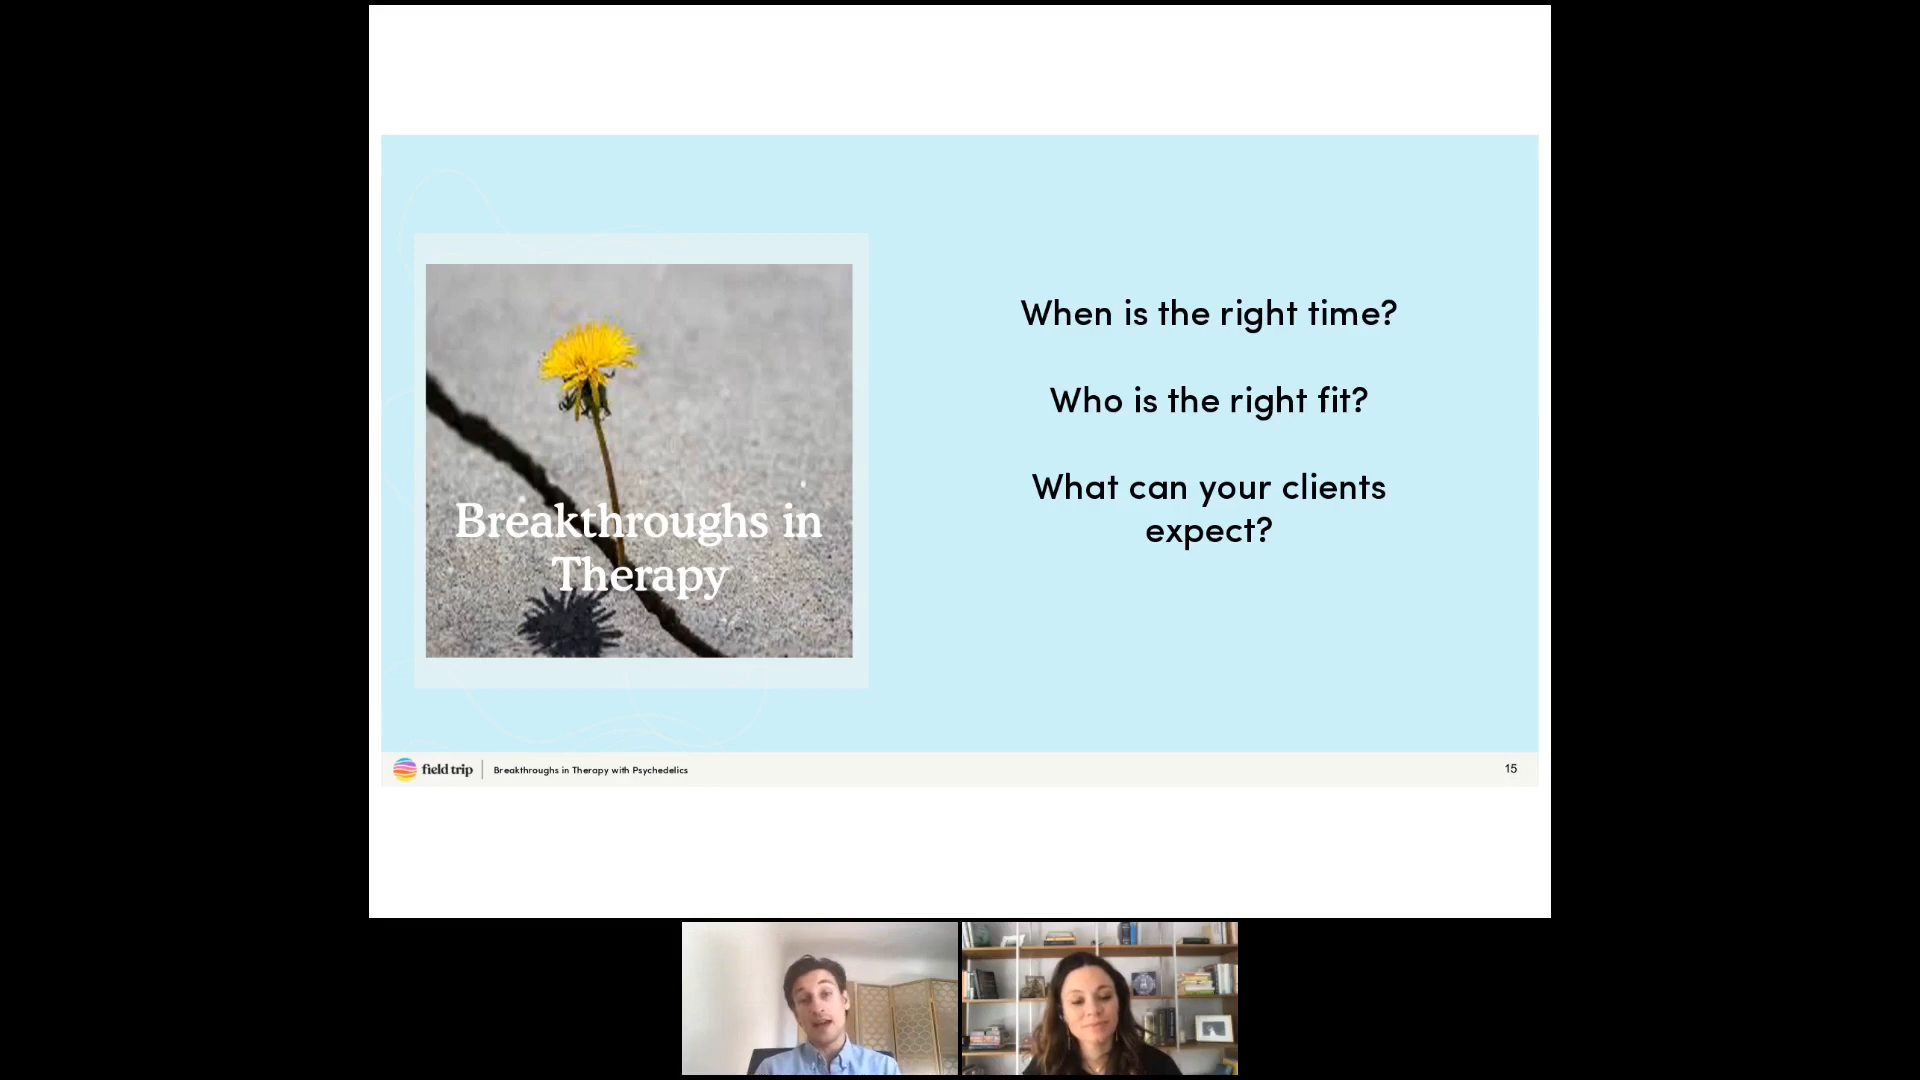 Breakthroughs in
Therapy
When is the right time?
Who is the right fit?
What can your clients
expect?
field trip
Breakthroughs in Therapy with Psychedelics
15